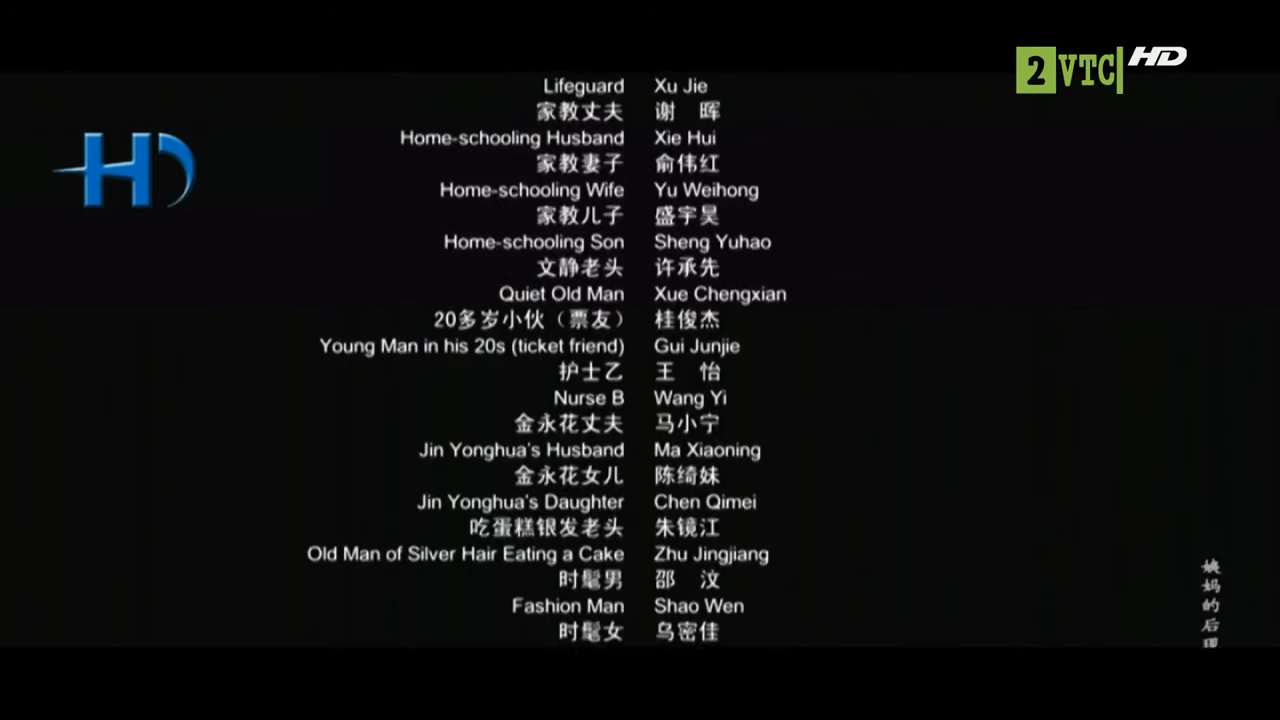 2 VTC HD
HD
Lifeguard Xu Jie
家教丈夫 谢 晖
Home-schooling Husband Xie Hui
家教妻子 俞伟红
Home-schooling Wife Yu Weihong
家教儿子 盛宇昊
Home-schooling Son Sheng Yuhao
文静老头 许承先
Quiet Old Man Xue Chengxian
20多岁小伙（票友） 桂俊杰
Young Man in his 20s (ticket friend) Gui Junjie
护士乙 王 怡
Nurse B Wang Yi
金永花丈夫 马小宁
Jin Yonghua's Husband Ma Xiaoning
金永花女儿 陈绮妹
Jin Yonghua's Daughter Chen Qimei
吃蛋糕银发老头 朱镜江
Old Man of Silver Hair Eating a Cake Zhu Jingjiang
时髦男 邵 汶
Fashion Man Shao Wen
时髦女 乌密佳
姨妈的后现